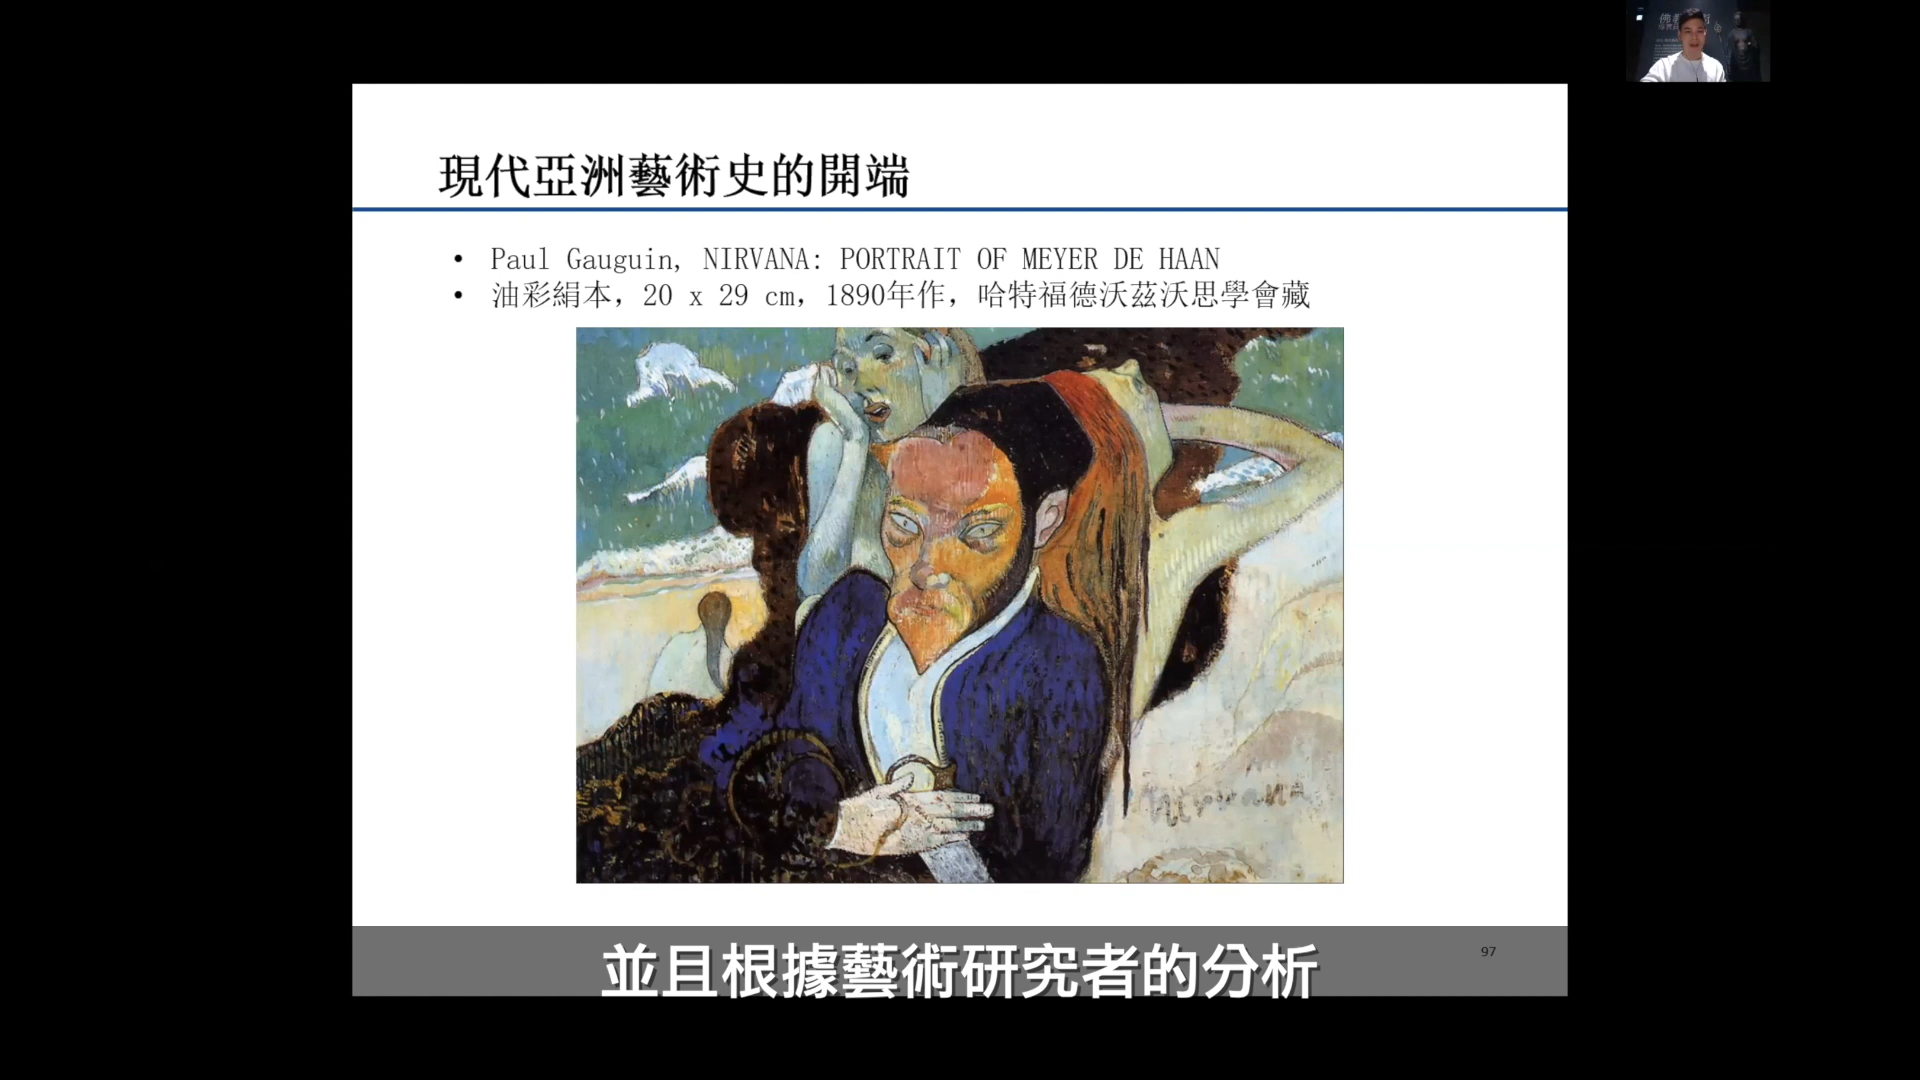 現代亞洲藝術史的開端
• Paul Gauguin, NIRVANA: PORTRAIT OF MEYER DE HAAN
• 油彩絹本，20 x 29 cm，1890年作，哈特福德沃茲沃思學會藏
Nirvana
並且根據藝術研究者的分析
97